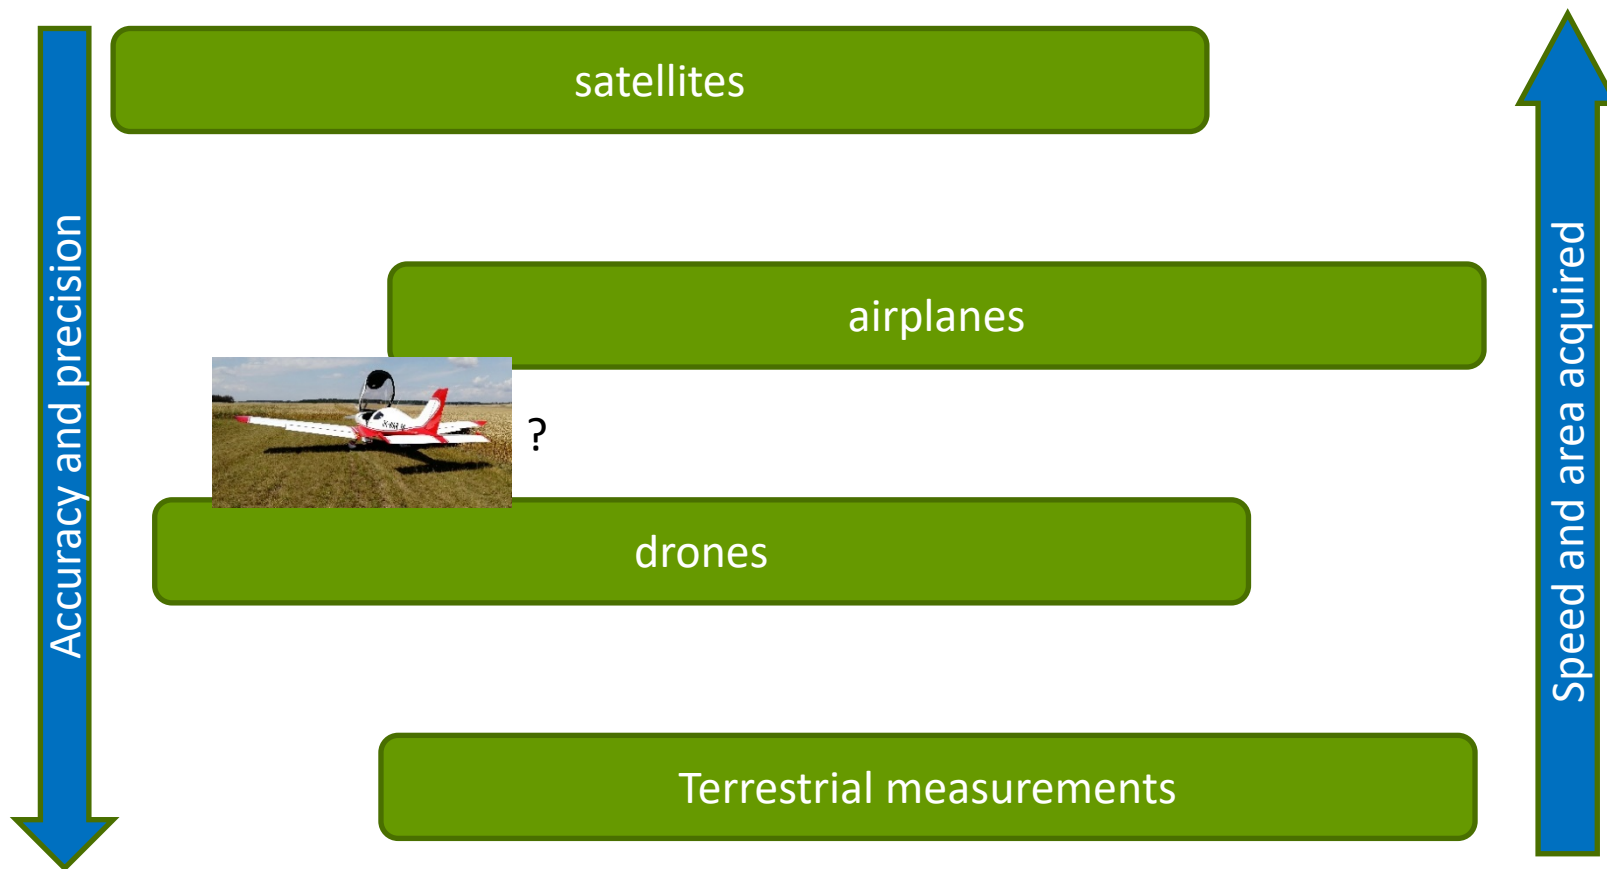 satellites
Accuracy and precision
Speed and area acquired
airplanes
?
drones
Terrestrial measurements